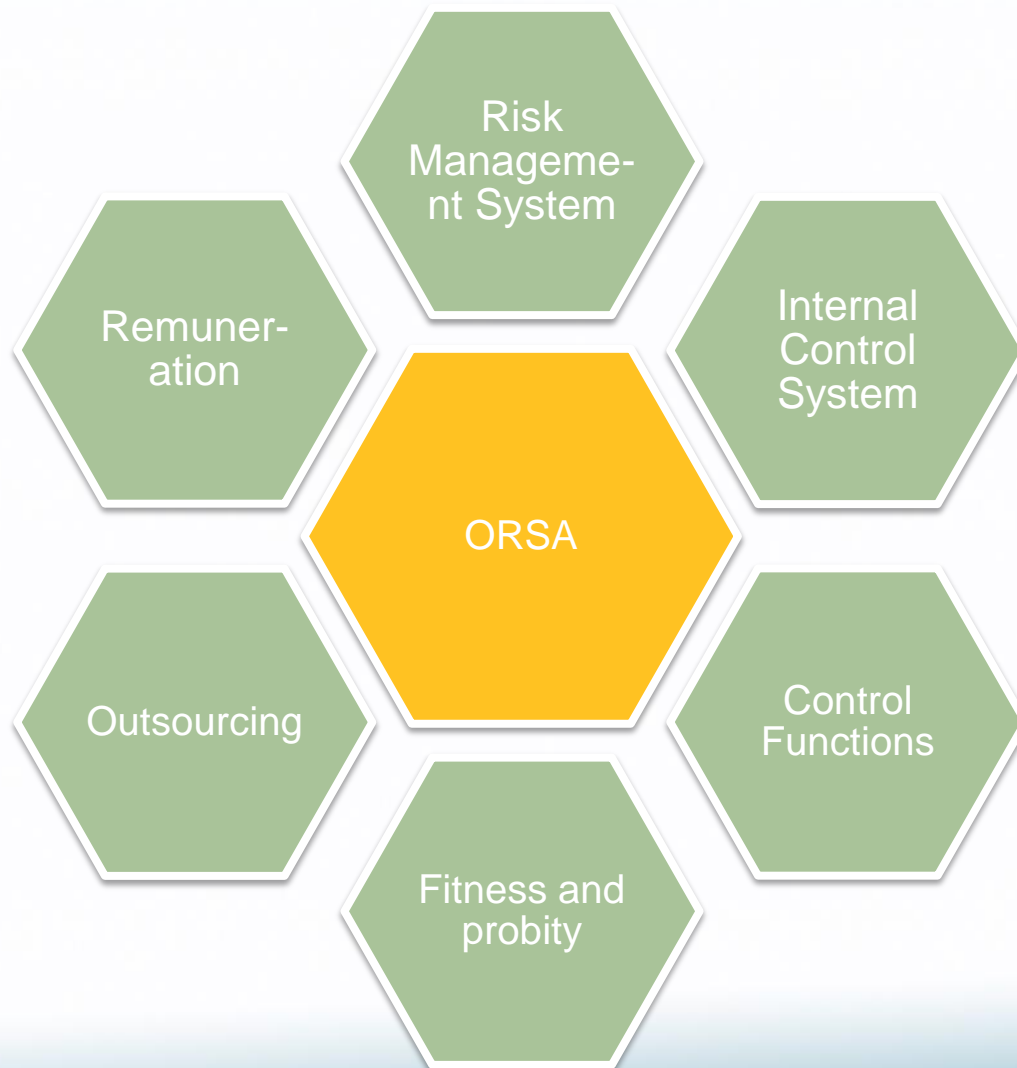 Risk
Manageme-
nt System
Remuner-
ation
Internal
Control
System
ORSA
Outsourcing
Control
Functions
Fitness and
probity